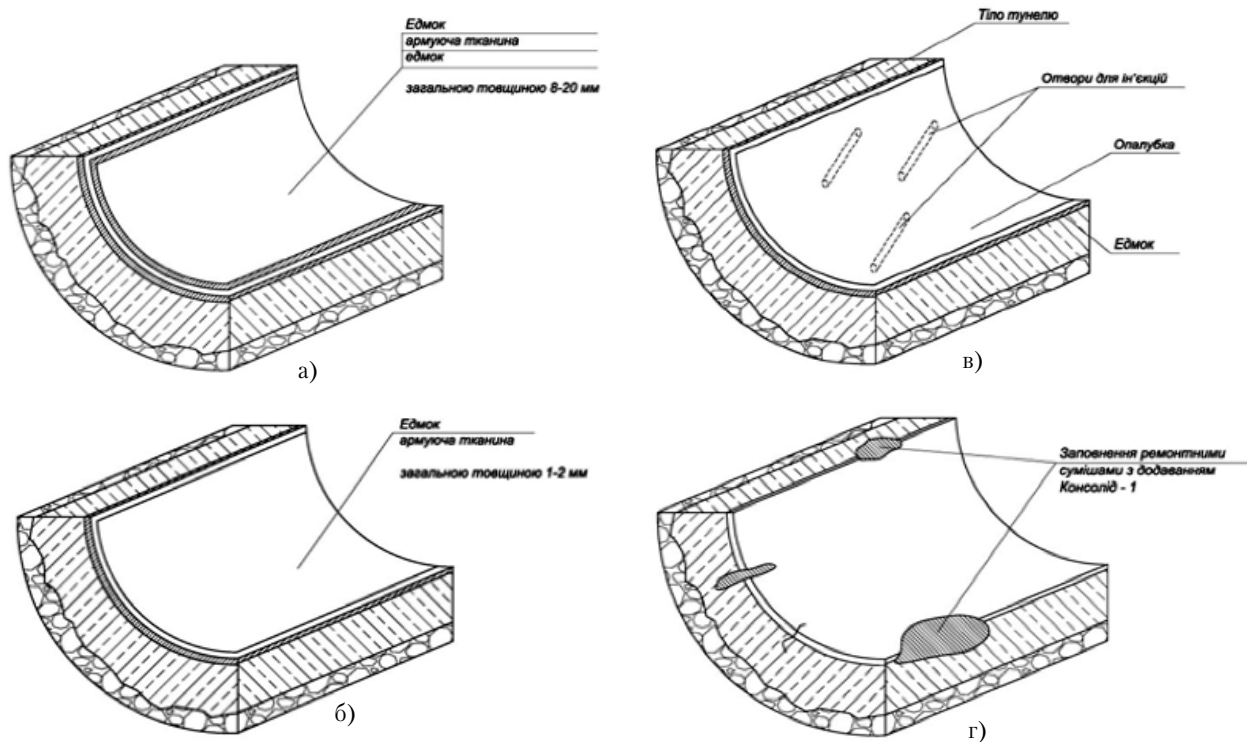 Едмок
армуюча тканина
едмок
загальною товщиною 8-20 мм
а)
Тіло тунелю
Отвори для ін'єкцій
Опалубка
Едмок
в)
Едмок
армуюча тканина
загальною товщиною 1-2 мм
б)
Заповнення ремонтними
сумішами з додаванням
Консолід - 1
г)